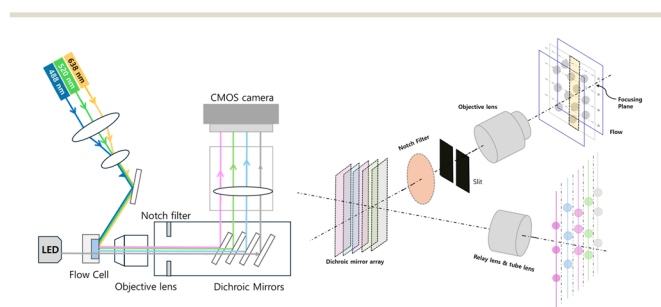 638 nm
520 nm
488 nm
CMOS camera
Notch filter
LED
Flow Cell
Objective lens
Dichroic Mirrors
Objective lens
Focusing
Plane
Flow
Notch Filter
Slit
Dichroic mirror array
Relay lens & tube lens